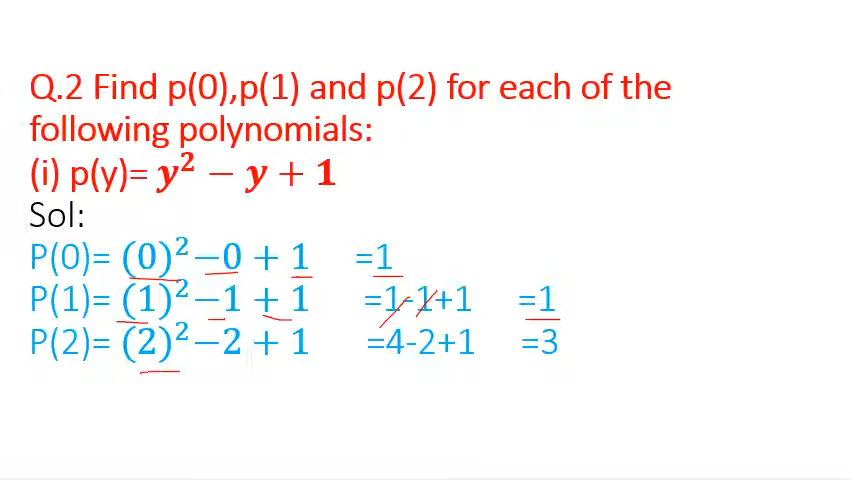 Q.2 Find p(0),p(1) and p(2) for each of the
following polynomials:
(i) p(y)= y² − y + 1
Sol:
P(0)= (0)² −0 + 1 =1
P(1)= (1)² −1 + 1 =1-1+1 =1
P(2)= (2)² −2 + 1 =4-2+1 =3